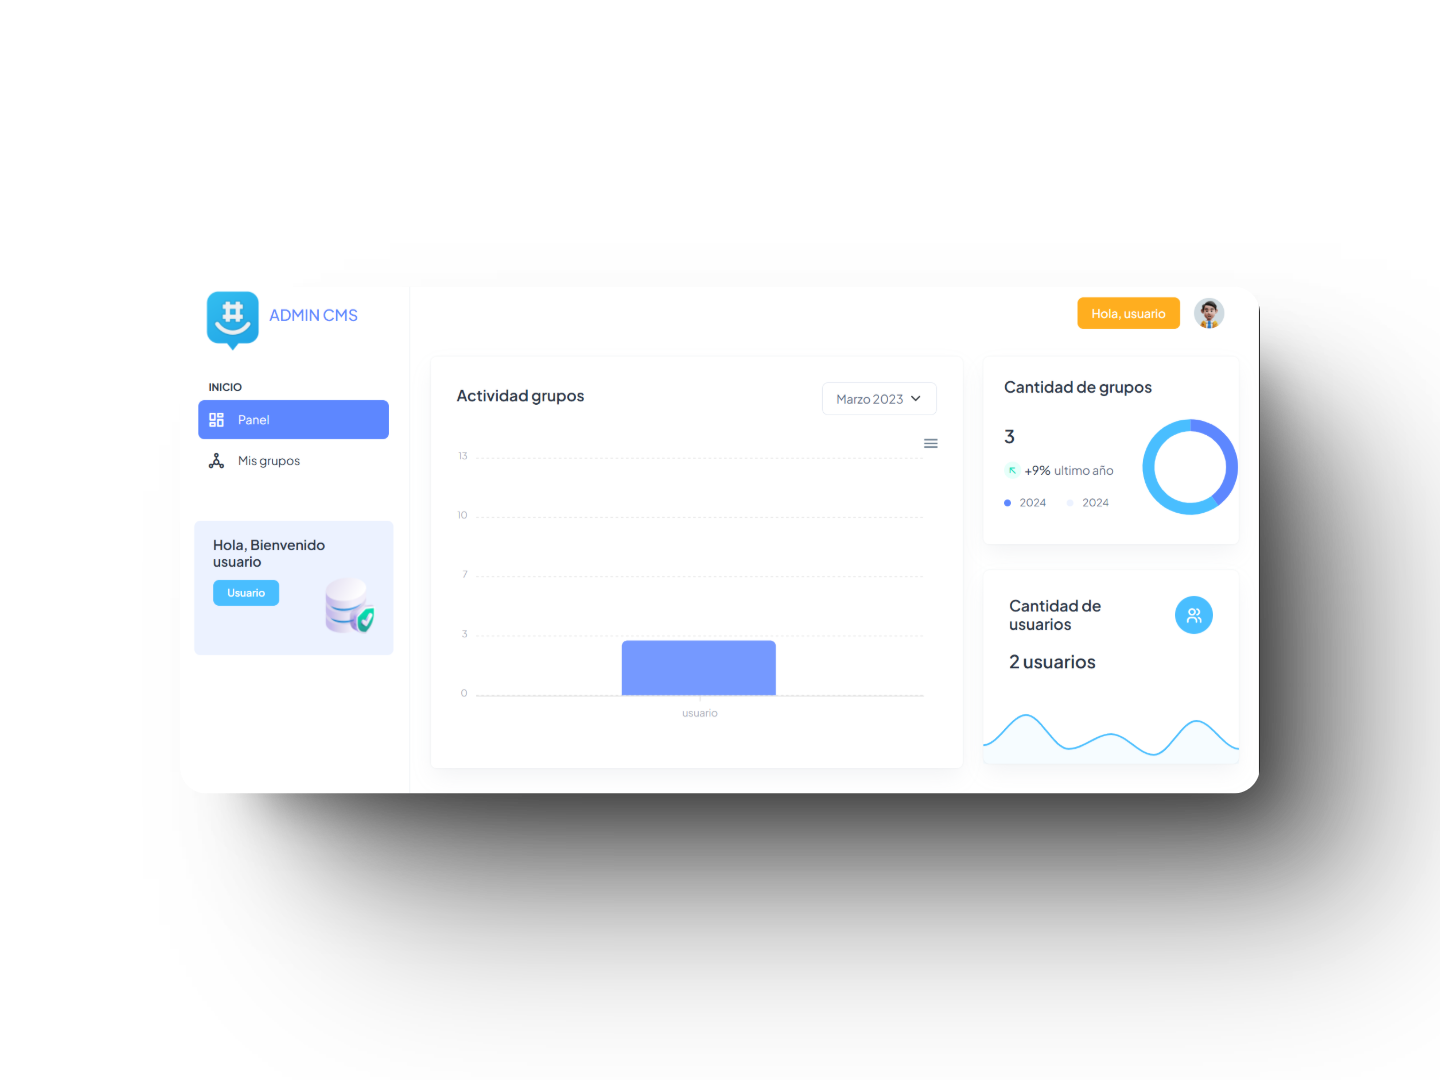 ADMIN CMS
INICIO
Panel
Mis grupos
Hola, Bienvenido
usuario
Usuario
Hola, usuario
Actividad grupos
Marzo 2023
13
10
7
3
0
usuario
Cantidad de grupos
3
+9% ultimo año
2024 2024
Cantidad de
usuarios
2 usuarios